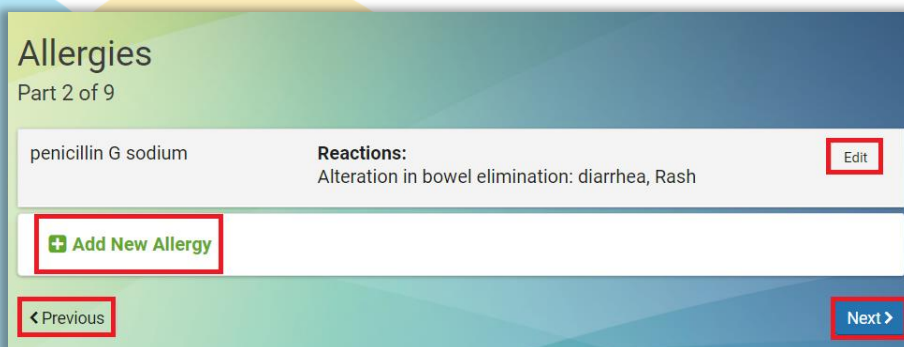 Allergies
Part 2 of 9
penicillin G sodium
Reactions:
Alteration in bowel elimination: diarrhea, Rash
Edit
Add New Allergy
Previous
Next